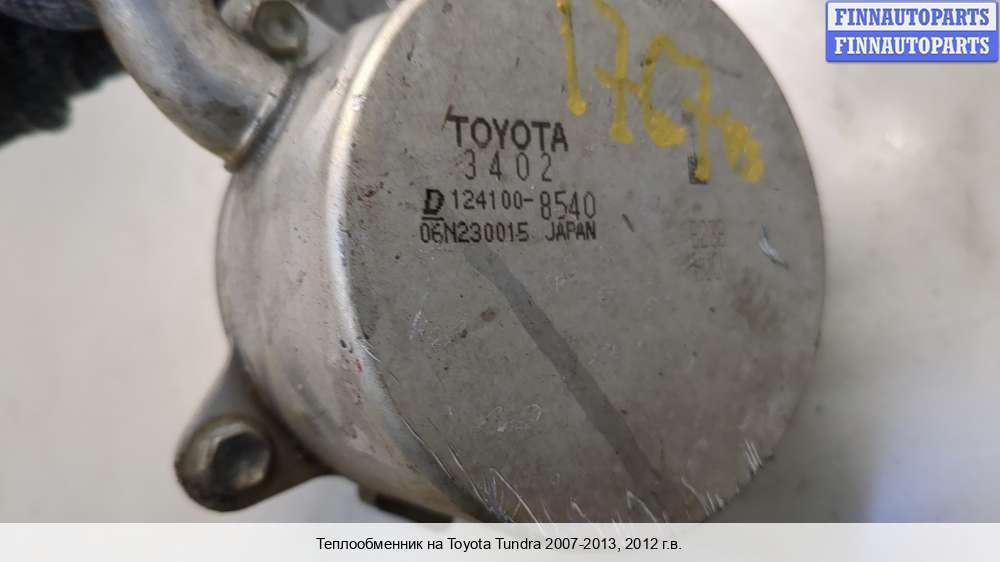 FINNAUTOPARTS
FINNAUTOPARTS
TOYOTA
3402
D 124100-8540
06N230015 JAPAN
Теплообменник на Toyota Tundra 2007-2013, 2012 г.в.